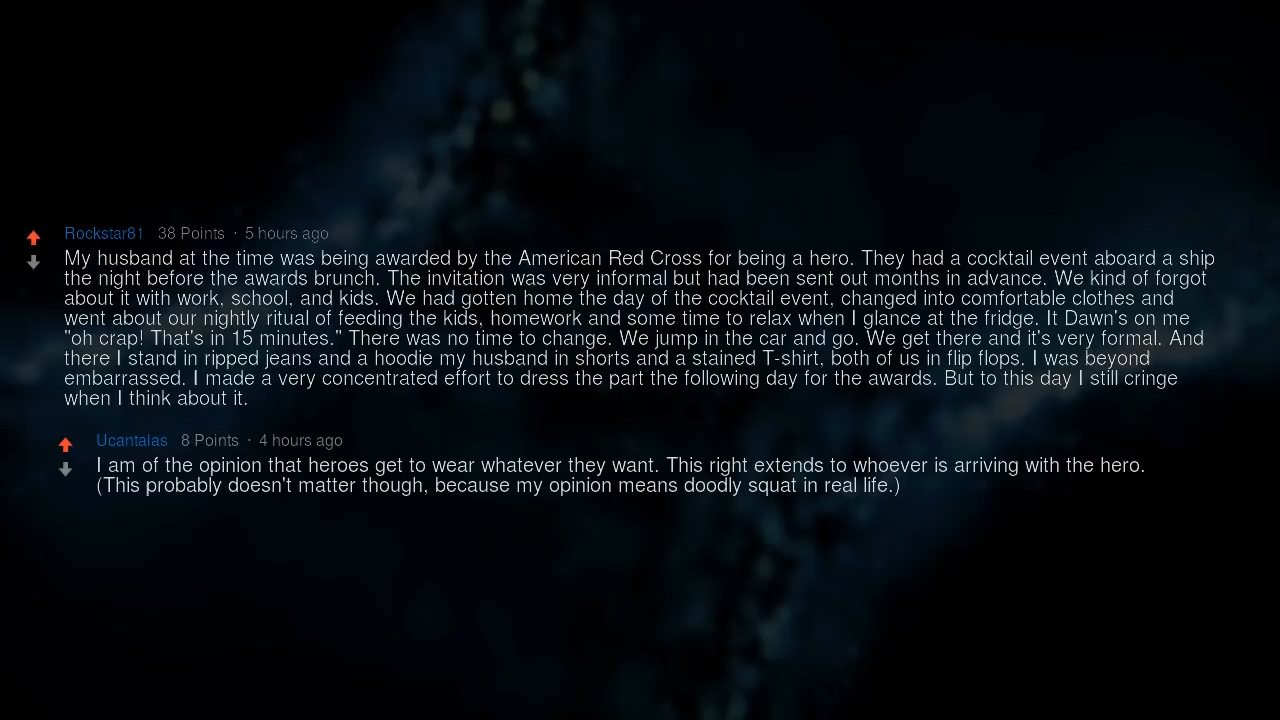 Rockstar81 38 Points · 5 hours ago
My husband at the time was being awarded by the American Red Cross for being a hero. They had a cocktail event aboard a ship
the night before the awards brunch. The invitation was very informal but had been sent out months in advance. We kind of forgot
about it with work, school, and kids. We had gotten home the day of the cocktail event, changed into comfortable clothes and
went about our nightly ritual of feeding the kids, homework and some time to relax when I glance at the fridge. It Dawn's on me
"oh crap! That's in 15 minutes." There was no time to change. We jump in the car and go. We get there and it's very formal. And
there I stand in ripped jeans and a hoodie my husband in shorts and a stained T-shirt, both of us in flip flops. I was beyond
embarrassed. I made a very concentrated effort to dress the part the following day for the awards. But to this day I still cringe
when I think about it.
Ucantalas 8 Points · 4 hours ago
I am of the opinion that heroes get to wear whatever they want. This right extends to whoever is arriving with the hero.
(This probably doesn't matter though, because my opinion means doodly squat in real life.)